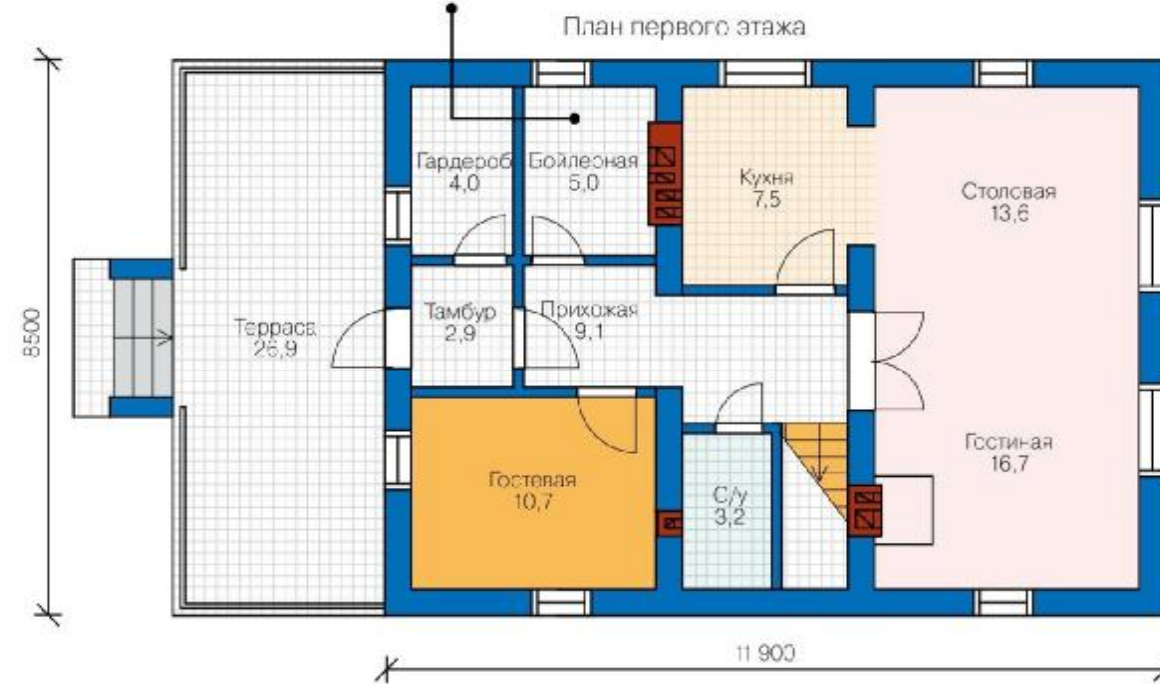 План первого этажа
Гардероб
4,0
Бойлерная
5,0
Кухня
7,5
Столовая
13,6
Терраса
26,9
Тамбур
2,9
Прихожая
9,1
8500
Гостевая
10,7
С/у
3,2
Гостиная
16,7
11 900